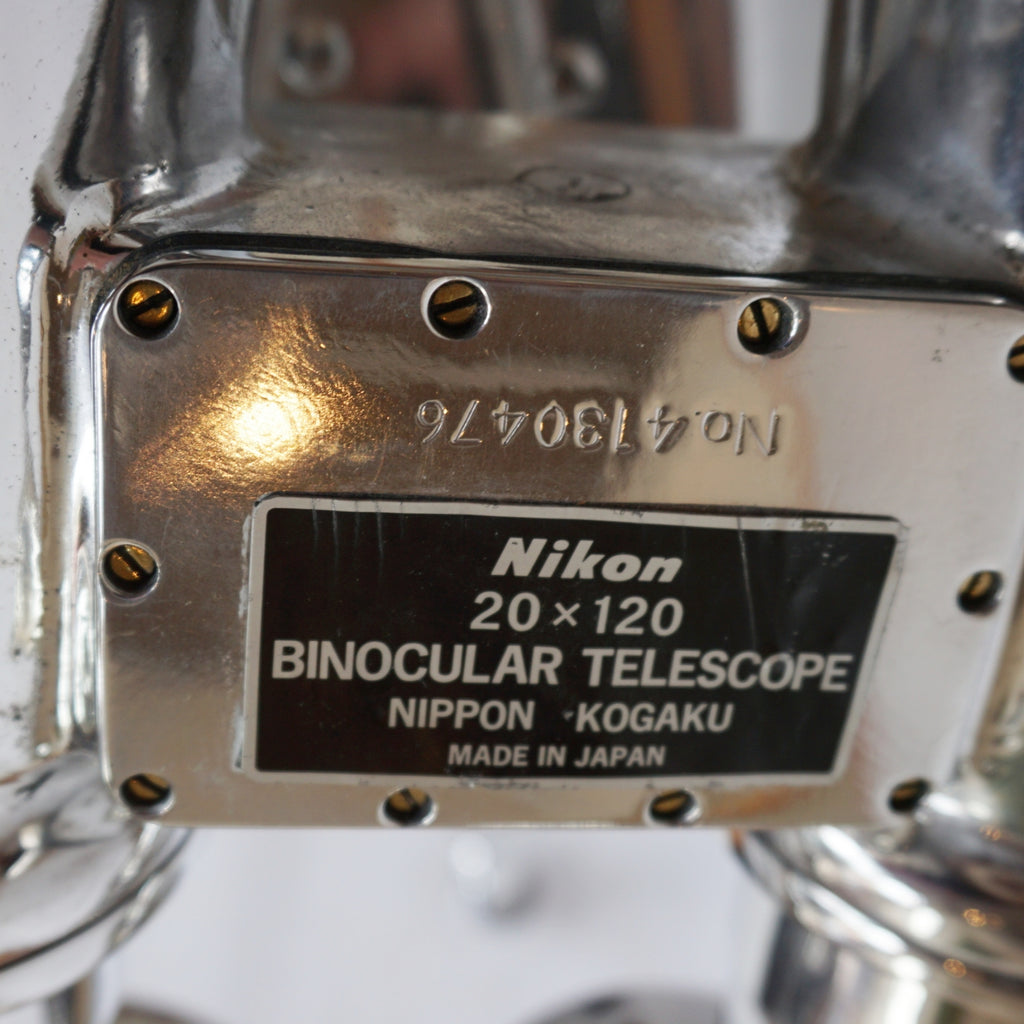 No.4130476
Nikon
20 × 120
BINOCULAR TELESCOPE
NIPPON KOGAKU
MADE IN JAPAN